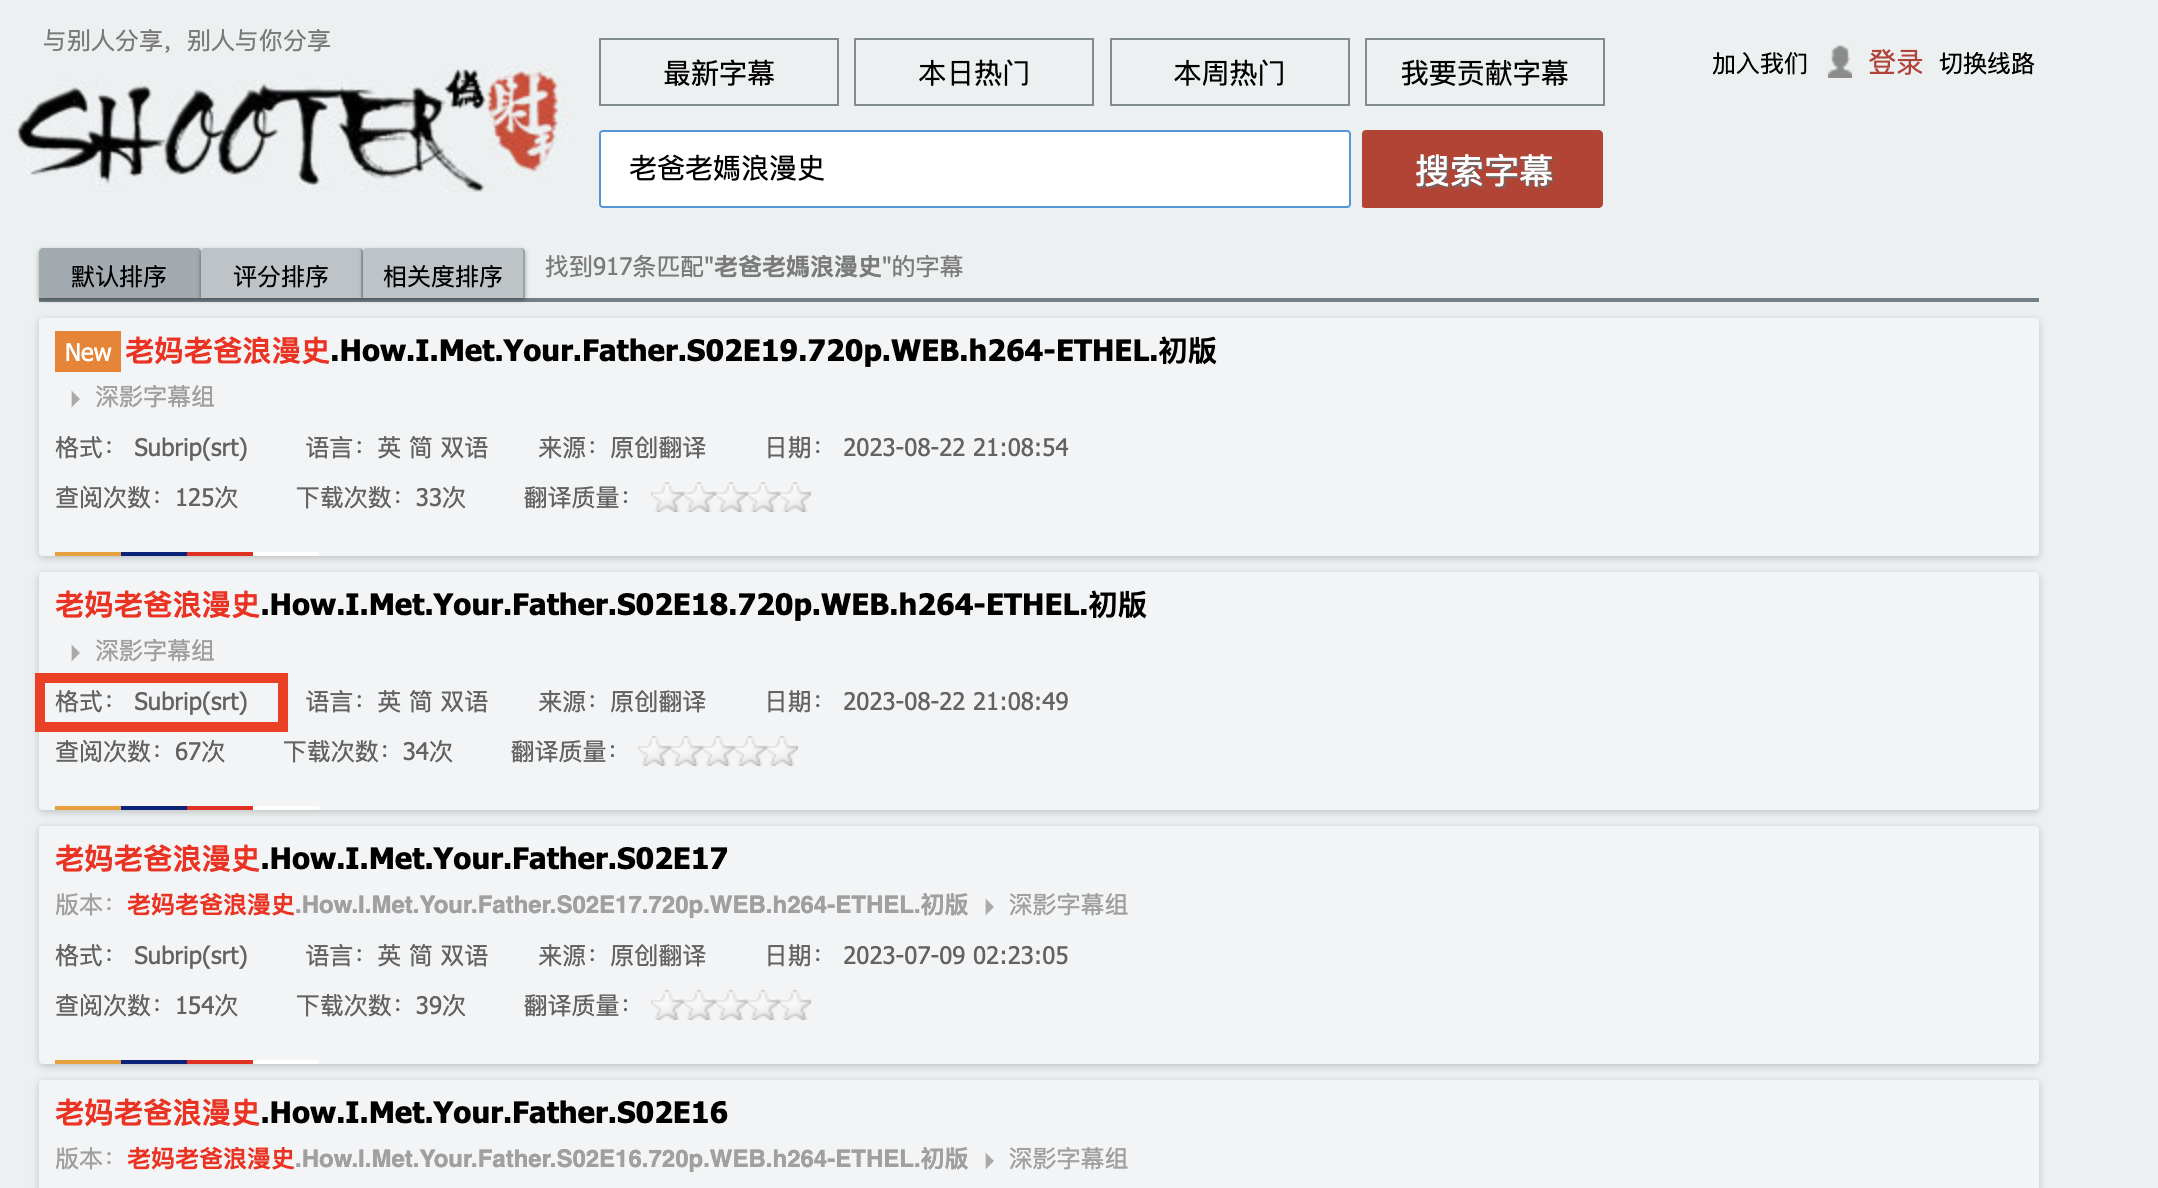 与别人分享，别人与你分享
SHOOTER 偽 射手
最新字幕 本日热门 本周热门 我要贡献字幕
加入我们 登录 切换线路
老爸老媽浪漫史 搜索字幕
默认排序 评分排序 相关度排序 找到917条匹配"老爸老媽浪漫史"的字幕
New 老妈老爸浪漫史.How.I.Met.Your.Father.S02E19.720p.WEB.h264-ETHEL.初版
深影字幕组
格式： Subrip(srt) 语言：英 简 双语 来源：原创翻译 日期： 2023-08-22 21:08:54
查阅次数：125次 下载次数：33次 翻译质量：
老妈老爸浪漫史.How.I.Met.Your.Father.S02E18.720p.WEB.h264-ETHEL.初版
深影字幕组
格式： Subrip(srt) 语言：英 简 双语 来源：原创翻译 日期： 2023-08-22 21:08:49
查阅次数：67次 下载次数：34次 翻译质量：
老妈老爸浪漫史.How.I.Met.Your.Father.S02E17
版本：老妈老爸浪漫史.How.I.Met.Your.Father.S02E17.720p.WEB.h264-ETHEL.初版 深影字幕组
格式： Subrip(srt) 语言：英 简 双语 来源：原创翻译 日期： 2023-07-09 02:23:05
查阅次数：154次 下载次数：39次 翻译质量：
老妈老爸浪漫史.How.I.Met.Your.Father.S02E16
版本：老妈老爸浪漫史.How.I.Met.Your.Father.S02E16.720p.WEB.h264-ETHEL.初版 深影字幕组